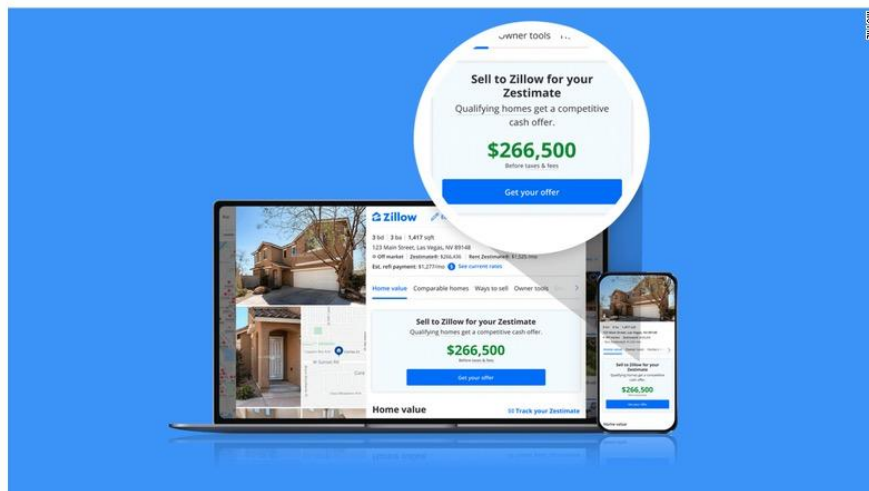 Owner tools
Sell to Zillow for your
Zestimate
Qualifying homes get a competitive
cash offer.
$266,500
Before taxes & fees
Get your offer
Zillow
3 bd 3 ba 1,417 sqft
123 Main Street, Las Vegas, NV 89148
Off market Zestimate®: $266,436 Rent Zestimate®: $1,525 /mo
Est. refi payment: $1,277/mo $ See current rates
Home value Comparable homes Ways to sell Owner tools
Sell to Zillow for your Zestimate
Qualifying homes get a competitive cash offer.
$266,500
Before taxes & fees
Get your offer
Home value
Track your Zestimate
Sell to Zillow for your
Zestimate
Qualifying homes get a competitive
cash offer.
$266,500
Get your offer
Home value